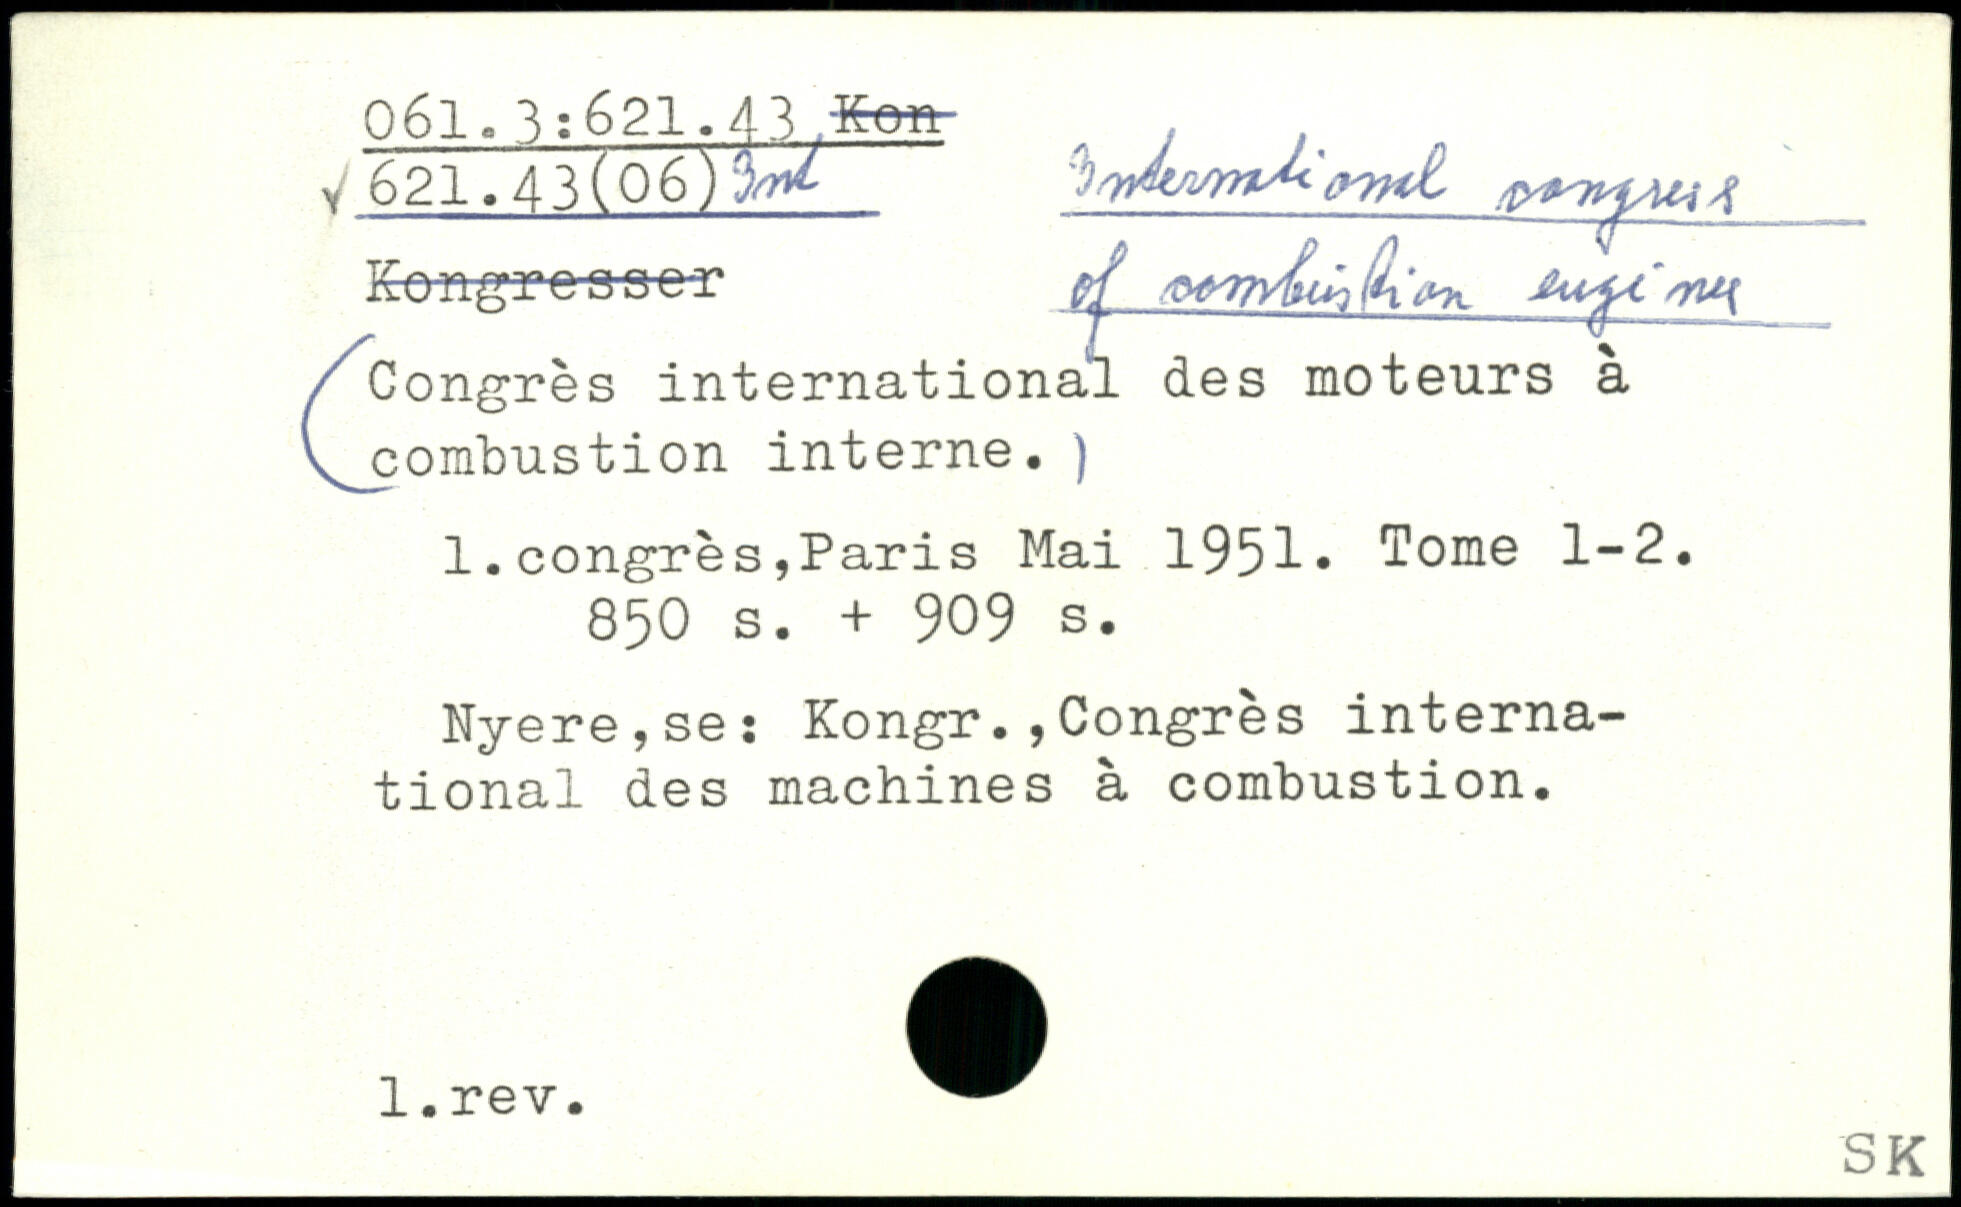 061.3:621.43 Kon
621.43(06) Int
International congress
of combustion engines
Kongresser
(Congrès international des moteurs à
combustion interne.)
1.congrès,Paris Mai 1951. Tome 1-2.
850 s. + 909 s.
Nyere,se: Kongr.,Congrès interna-
tional des machines à combustion.
1.rev.
SK